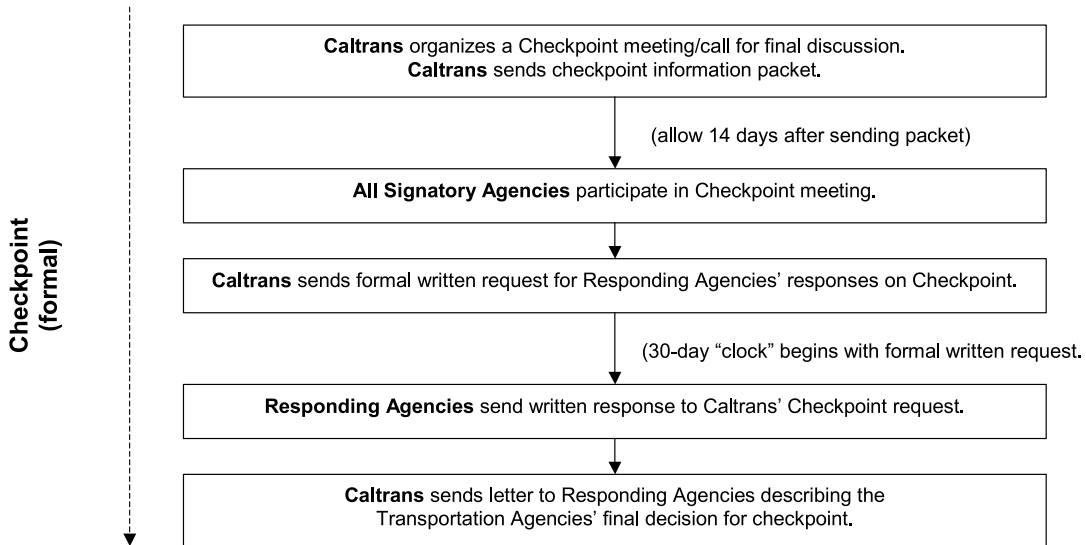 Caltrans organizes a Checkpoint meeting/call for final discussion.
Caltrans sends checkpoint information packet.
(allow 14 days after sending packet)
All Signatory Agencies participate in Checkpoint meeting.
Checkpoint
(formal)
Caltrans sends formal written request for Responding Agencies’ responses on Checkpoint.
(30-day “clock” begins with formal written request.
Responding Agencies send written response to Caltrans’ Checkpoint request.
Caltrans sends letter to Responding Agencies describing the
Transportation Agencies’ final decision for checkpoint.